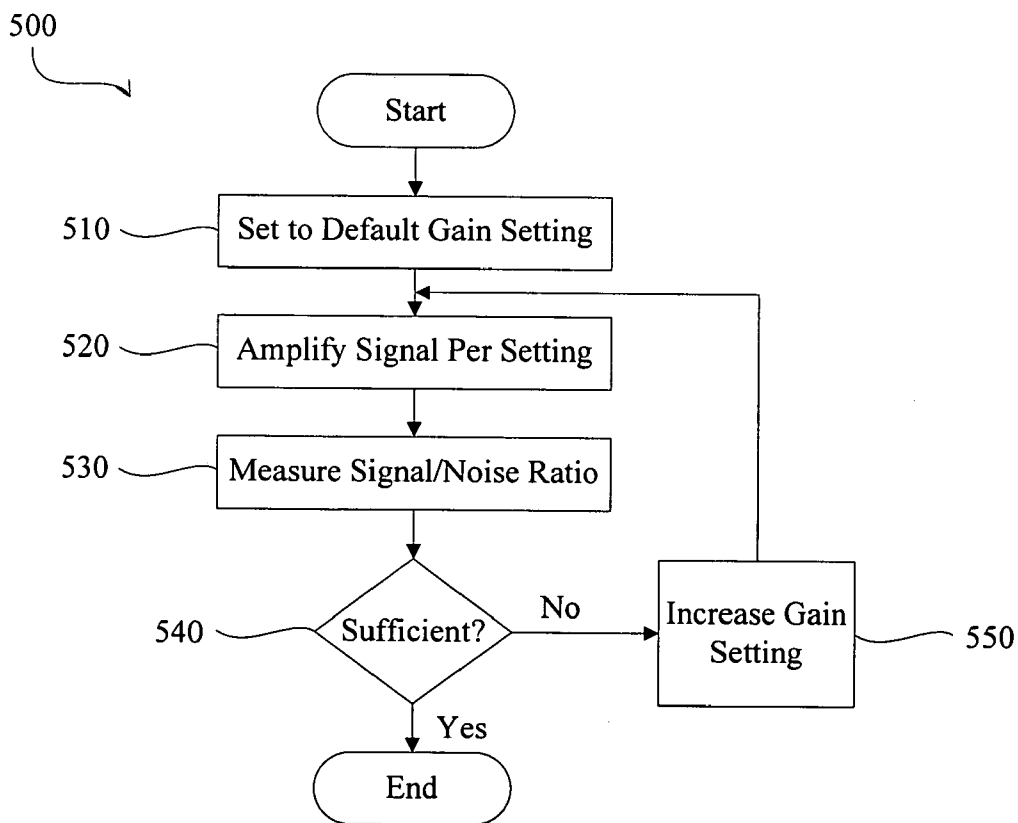 500
Start
510
Set to Default Gain Setting
520
Amplify Signal Per Setting
530
Measure Signal/Noise Ratio
540
Sufficient?
No
Increase Gain
Setting
550
Yes
End